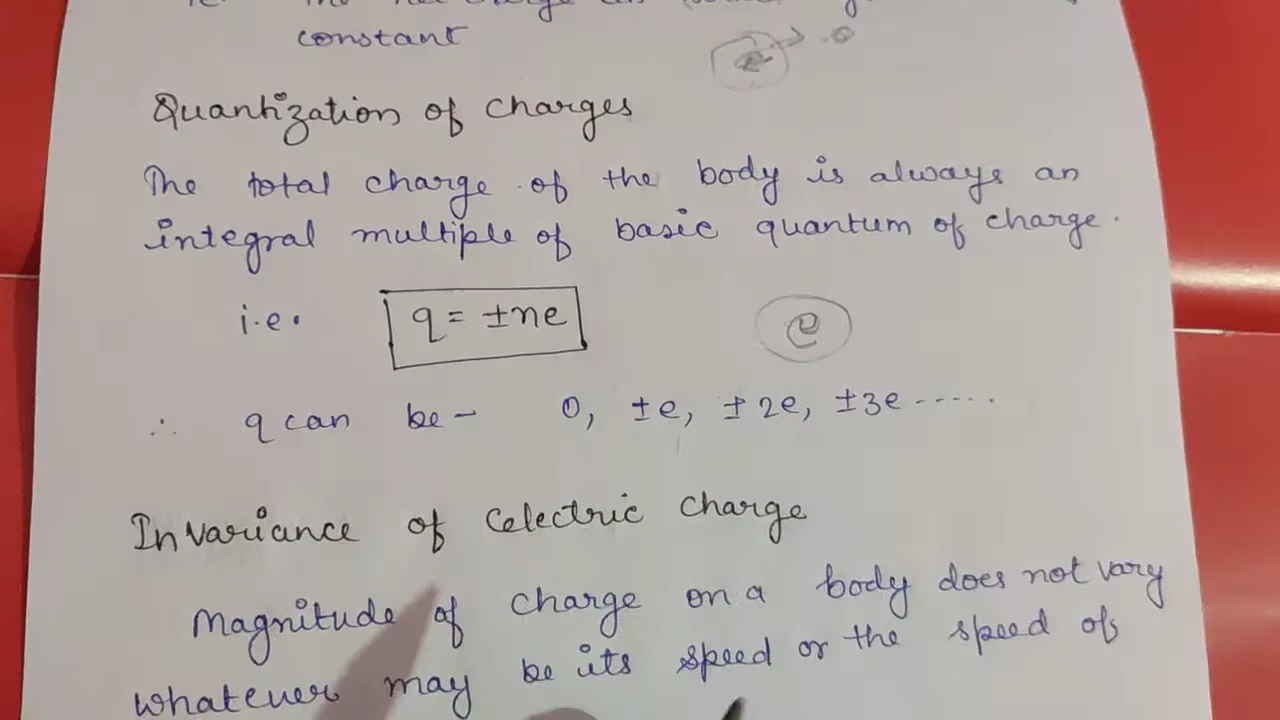 constant
Quantization of charges
The total charge of the body is always an
integral multiple of basic quantum of charge.
i.e. q = ±ne e
∴ q can be – 0, ±e, ±2e, ±3e -----
Invariance of electric charge
Magnitude of charge on a body does not vary
whatever may be its speed or the speed of